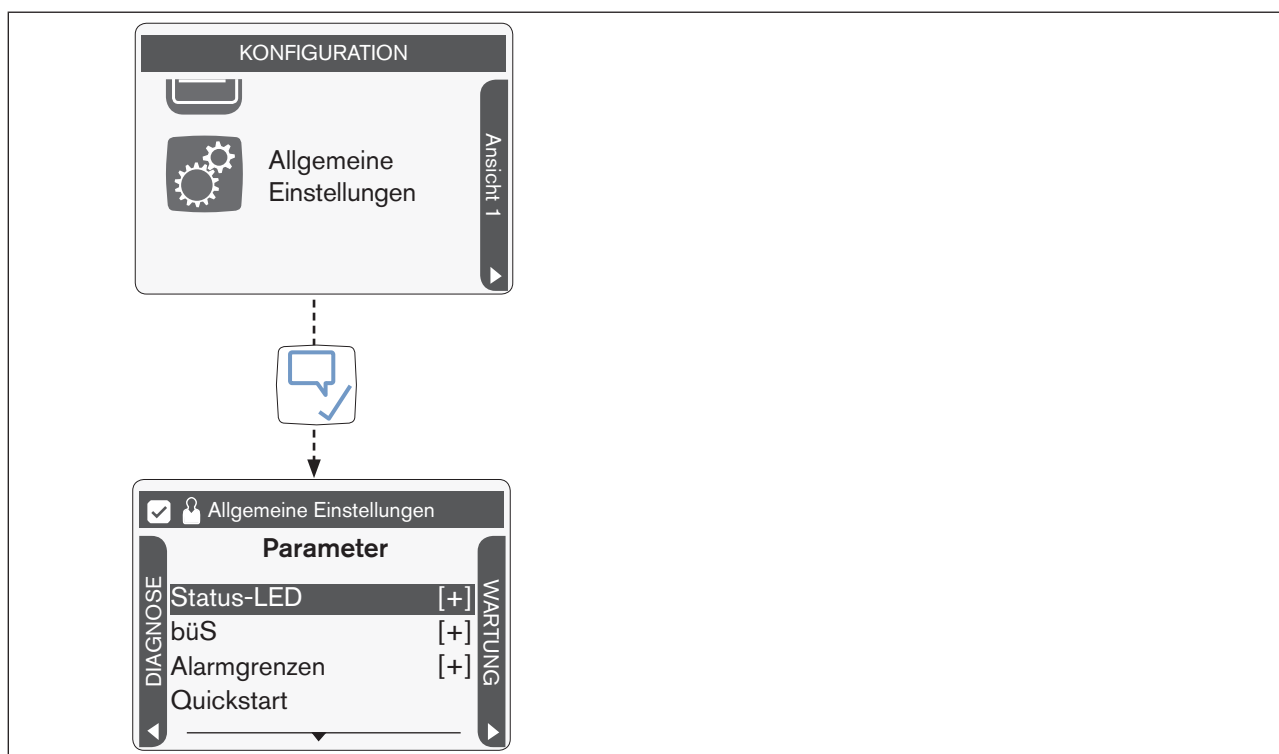 KONFIGURATION
Allgemeine
Einstellungen
Ansicht 1
Allgemeine Einstellungen
Parameter
DIAGNOSE
Status-LED [+]
büS [+]
Alarmgrenzen [+]
Quickstart
WARTUNG